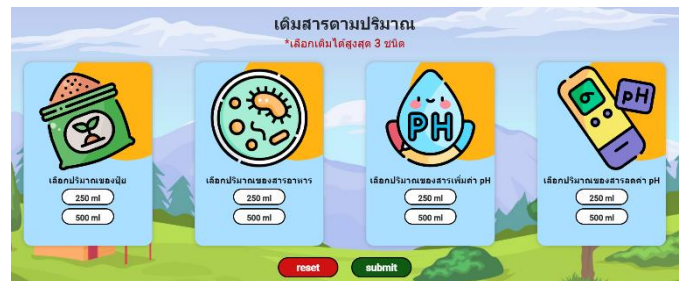 เติมสารตามปริมาณ
*เลือกเติมได้สูงสุด 3 ชนิด
เลือกปริมาณของปุ๋ย
250 ml
500 ml
เลือกปริมาณของสารอาหาร
250 ml
500 ml
PH
เลือกปริมาณของสารเพิ่มค่า pH
250 ml
500 ml
pH
เลือกปริมาณของสารลดค่า pH
250 ml
500 ml
reset
submit